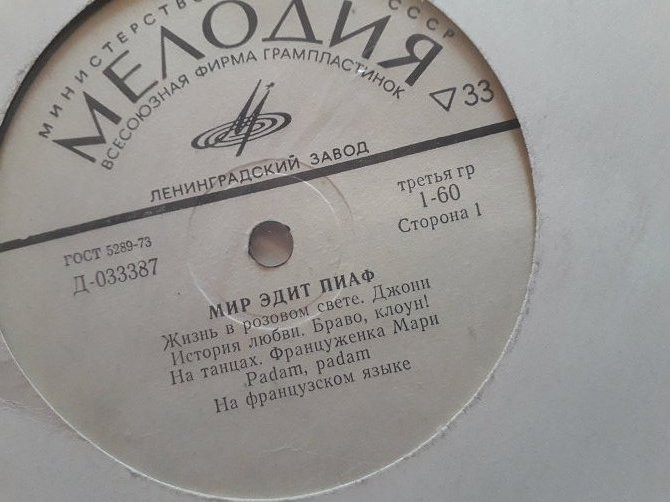 МИНИСТЕРСТВО СССР
МЕЛОДИЯ
ВСЕСОЮЗНАЯ ФИРМА ГРАМПЛАСТИНОК
33
ЛЕНИНГРАДСКИЙ ЗАВОД
ГОСТ 5289-73
третья гр
Д-033387
1-60
Сторона 1
МИР ЭДИТ ПИАФ
Жизнь в розовом свете. Джонни
История любви. Браво, клоун!
На танцах. Француженка Мари
Padam, padam
На французском языке